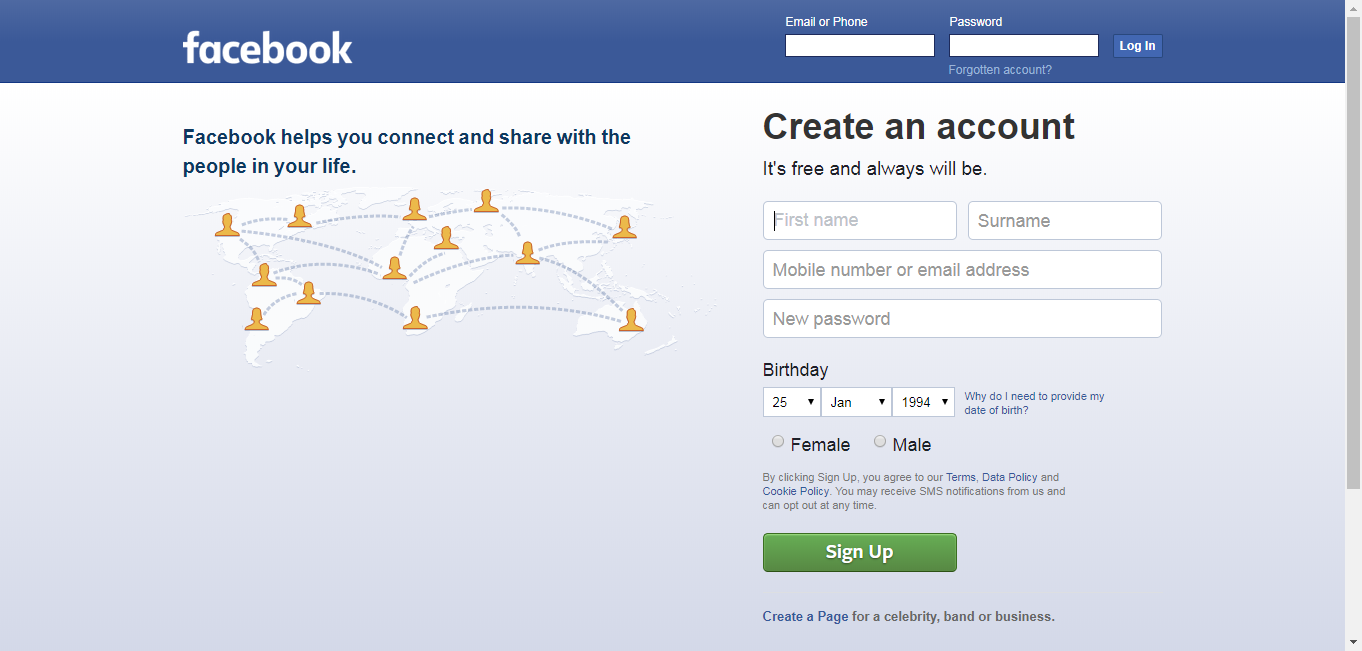 facebook
Email or Phone
Password
Log In
Forgotten account?
Facebook helps you connect and share with the
people in your life.
Create an account
It's free and always will be.
First name
Surname
Mobile number or email address
New password
Birthday
25
Jan
1994
Why do I need to provide my
date of birth?
Female
Male
By clicking Sign Up, you agree to our Terms, Data Policy and
Cookie Policy. You may receive SMS notifications from us and
can opt out at any time.
Sign Up
Create a Page for a celebrity, band or business.